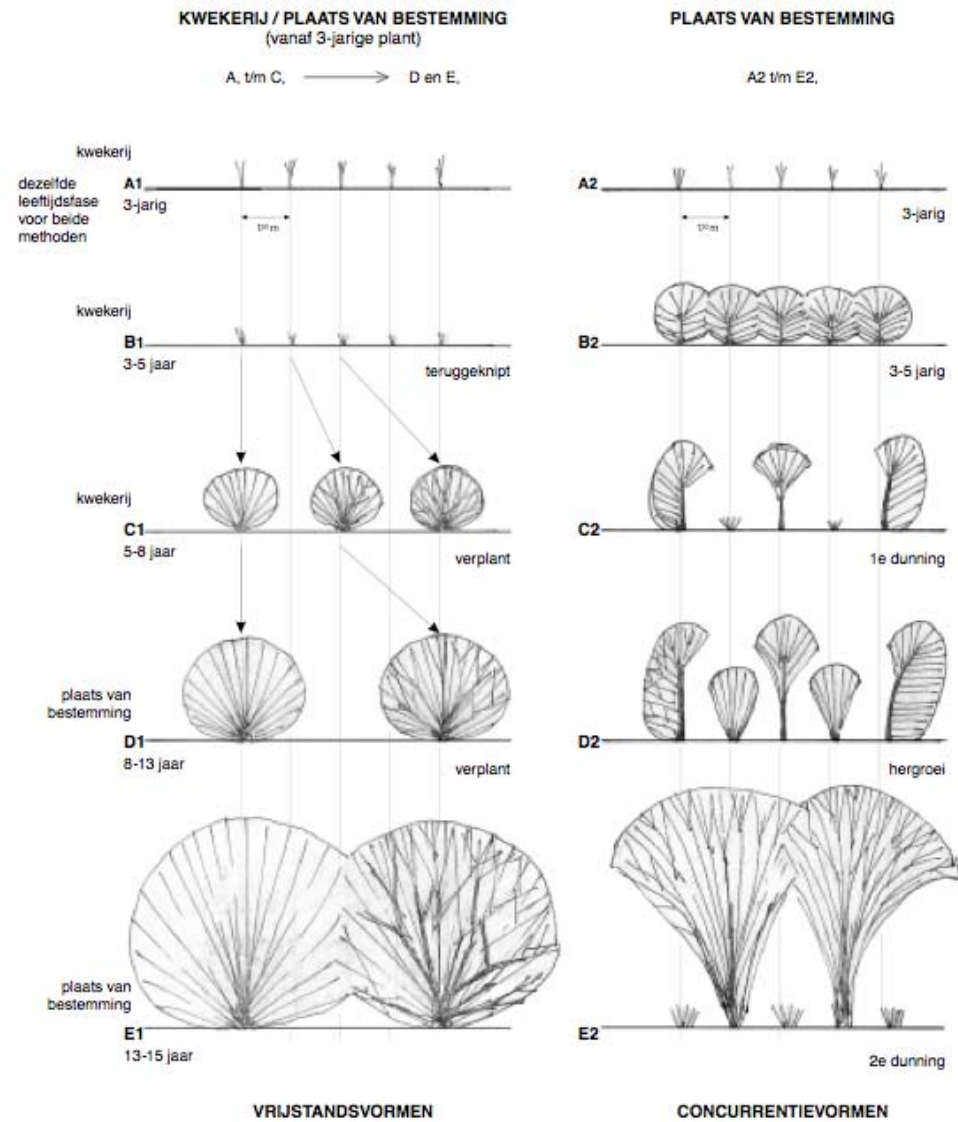 KWEKERIJ / PLAATS VAN BESTEMMING
(vanaf 3-jarige plant)
A, t/m C, D en E,
kwekerij
dezelfde
leeftijdsfase
voor beide
methoden
A1
3-jarig
1⁵⁰ m
kwekerij
B1
3-5 jaar
teruggeknipt
kwekerij
C1
5-8 jaar
verplant
plaats van
bestemming
D1
8-13 jaar
verplant
plaats van
bestemming
E1
13-15 jaar
VRIJSTANDSVORMEN
PLAATS VAN BESTEMMING
A2 t/m E2,
A2
3-jarig
1⁵⁰ m
B2
3-5 jarig
C2
1e dunning
D2
hergroei
E2
2e dunning
CONCURRENTIEVORMEN